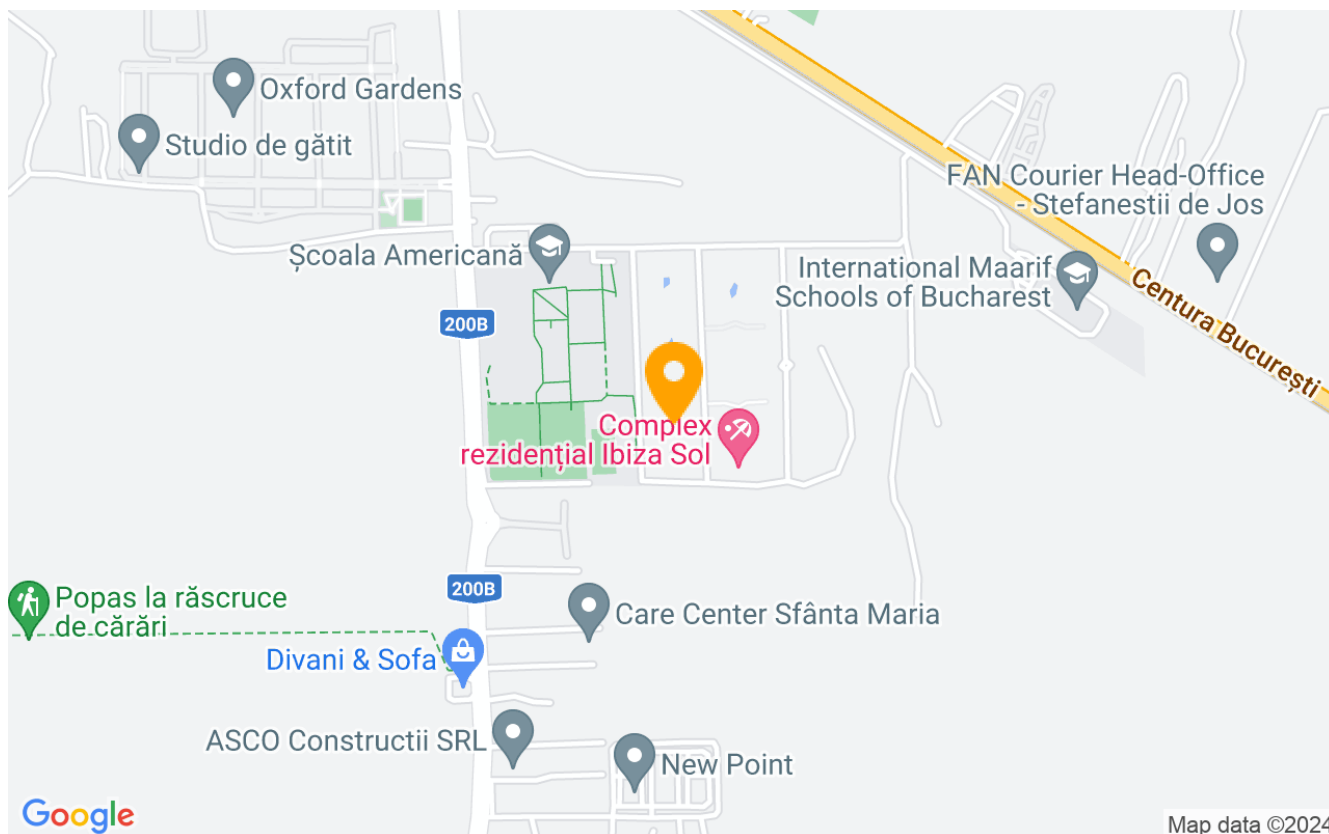 Oxford Gardens
Studio de gătit
FAN Courier Head-Office
- Stefanestii de Jos
Școala Americană
International Maarif
Schools of Bucharest
Centura București
200B
Complex
rezidențial Ibiza Sol
200B
Popas la răscruce
de cărări
Care Center Sfânta Maria
Divani & Sofa
ASCO Constructii SRL
New Point
Google
Map data ©2024